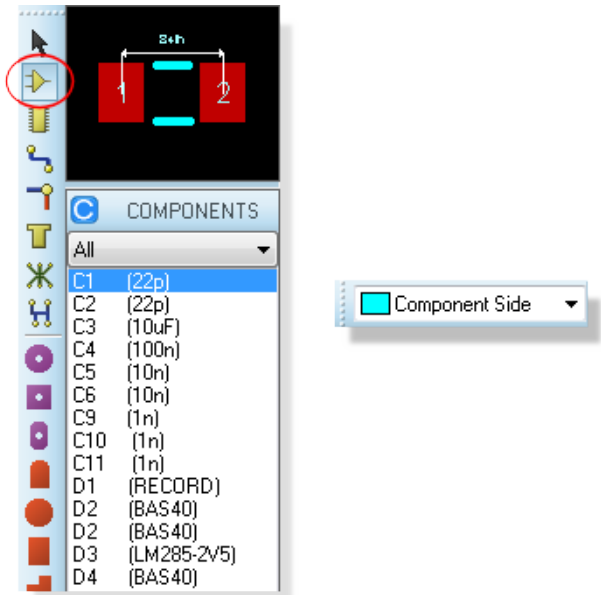 84th
1 2
C COMPONENTS
All
C1 (22p)
C2 (22p)
C3 (10uF)
C4 (100n)
C5 (10n)
C6 (10n)
C9 (1n)
C10 (1n)
C11 (1n)
D1 (RECORD)
D2 (BAS40)
D2 (BAS40)
D3 (LM285-2V5)
D4 (BAS40)
Component Side